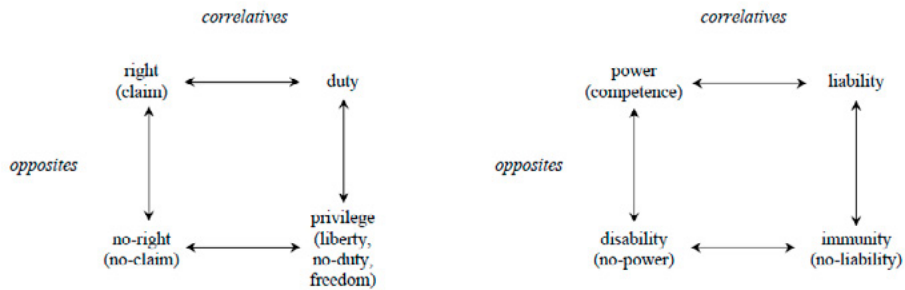 correlatives
right
(claim)
duty
opposites
no-right
(no-claim)
privilege
(liberty,
no-duty,
freedom)
correlatives
power
(competence)
liability
opposites
disability
(no-power)
immunity
(no-liability)